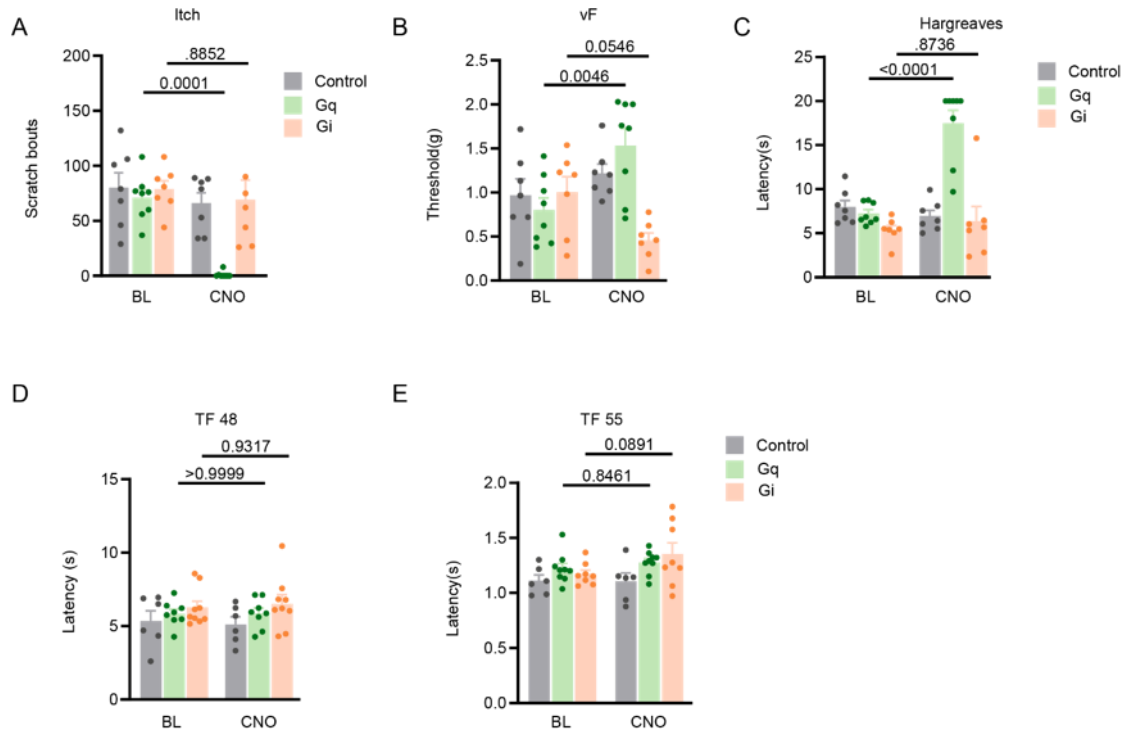 A
Itch
.8852
0.0001
200
150
100
50
0
Scratch bouts
BL
CNO
Control
Gq
Gi
B
vF
0.0546
0.0046
2.5
2.0
1.5
1.0
0.5
0.0
Threshold(g)
BL
CNO
C
Hargreaves
.8736
<0.0001
25
20
15
10
5
0
Latency(s)
BL
CNO
Control
Gq
Gi
D
TF 48
0.9317
>0.9999
15
10
5
0
Latency (s)
BL
CNO
E
TF 55
0.0891
0.8461
2.0
1.5
1.0
0.5
0.0
Latency(s)
BL
CNO
Control
Gq
Gi